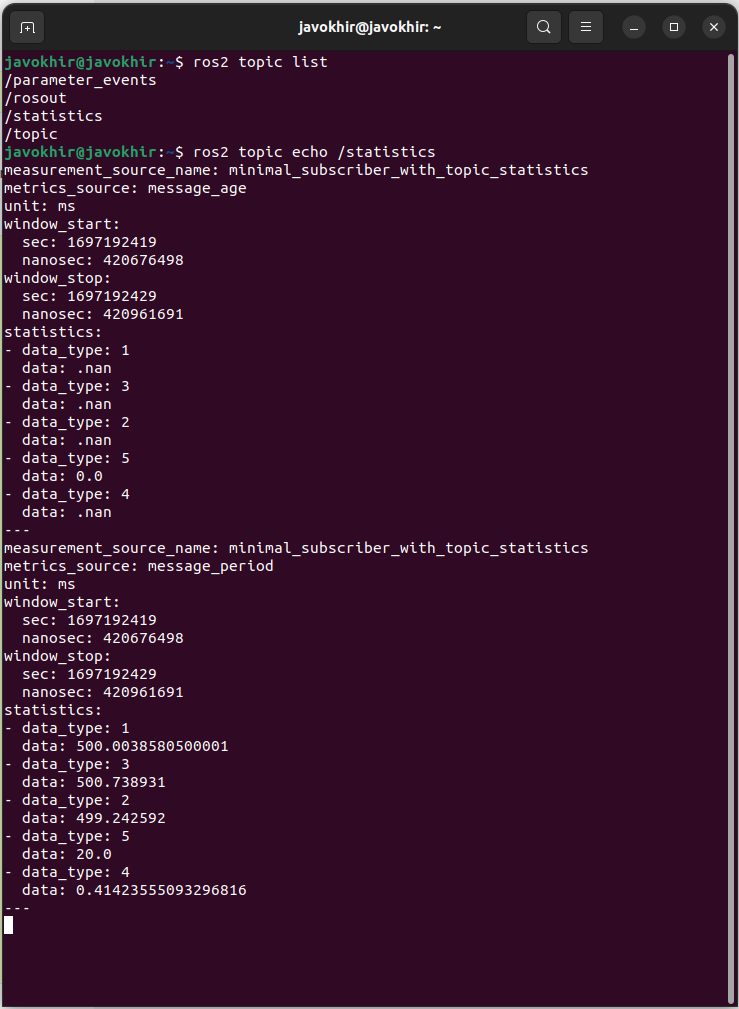 javokhir@javokhir: ~
javokhir@javokhir:~$ ros2 topic list
/parameter_events
/rosout
/statistics
/topic
javokhir@javokhir:~$ ros2 topic echo /statistics
measurement_source_name: minimal_subscriber_with_topic_statistics
metrics_source: message_age
unit: ms
window_start:
  sec: 1697192419
  nanosec: 420676498
window_stop:
  sec: 1697192429
  nanosec: 420961691
statistics:
- data_type: 1
  data: .nan
- data_type: 3
  data: .nan
- data_type: 2
  data: .nan
- data_type: 5
  data: 0.0
- data_type: 4
  data: .nan
---
measurement_source_name: minimal_subscriber_with_topic_statistics
metrics_source: message_period
unit: ms
window_start:
  sec: 1697192419
  nanosec: 420676498
window_stop:
  sec: 1697192429
  nanosec: 420961691
statistics:
- data_type: 1
  data: 500.0038580500001
- data_type: 3
  data: 500.738931
- data_type: 2
  data: 499.242592
- data_type: 5
  data: 20.0
- data_type: 4
  data: 0.41423555093296816
---